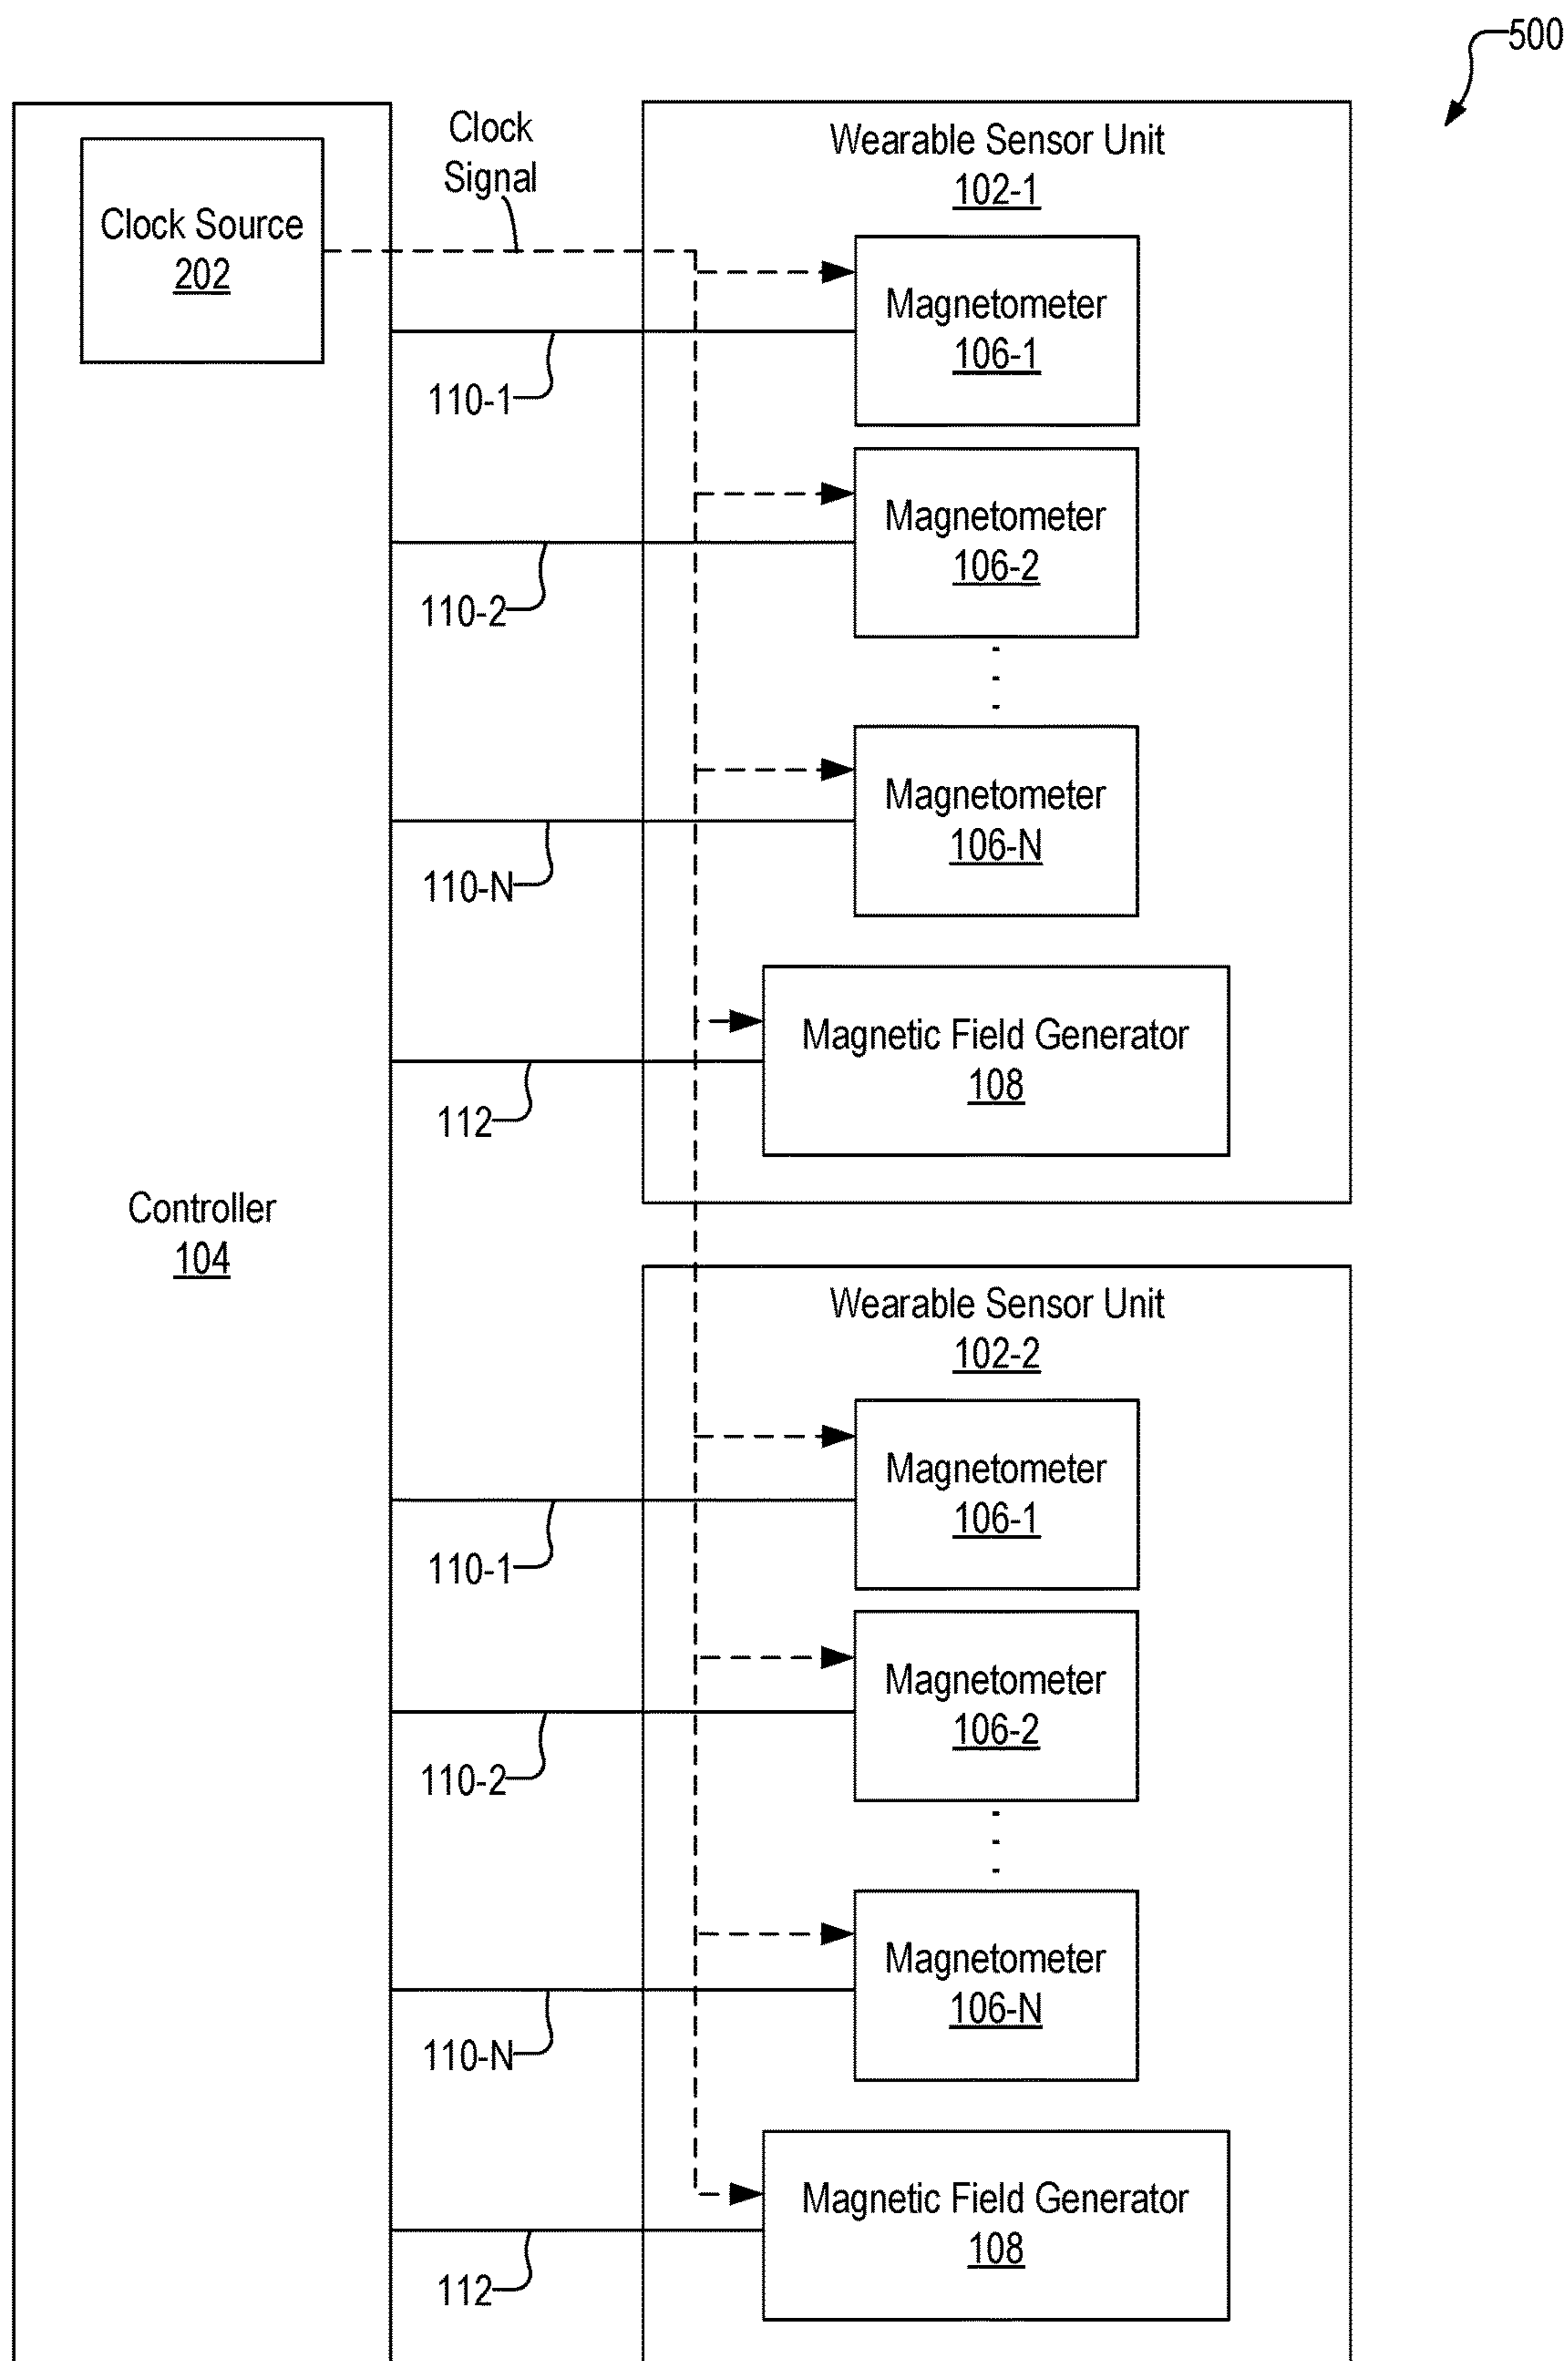 500
Clock
Signal
Clock Source
202
Wearable Sensor Unit
102-1
Magnetometer
106-1
110-1
Magnetometer
106-2
110-2
Magnetometer
106-N
110-N
Magnetic Field Generator
108
112
Controller
104
Wearable Sensor Unit
102-2
Magnetometer
106-1
110-1
Magnetometer
106-2
110-2
Magnetometer
106-N
110-N
Magnetic Field Generator
108
112